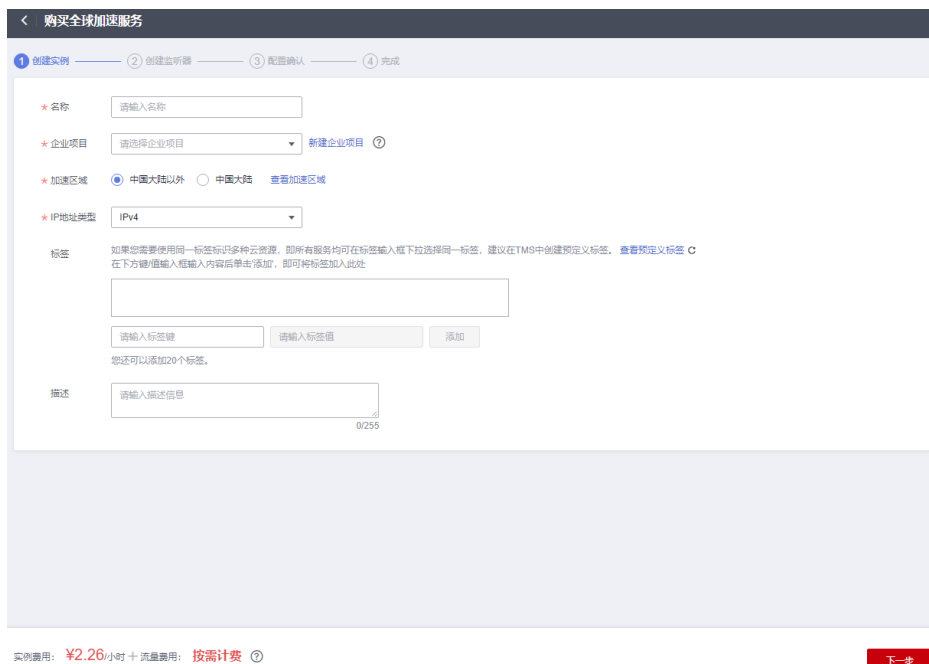 购买全球加速服务
1 创建实例 2 创建监听器 3 配置确认 4 完成
* 名称 请输入名称
* 企业项目 请选择企业项目 新建企业项目 ?
* 加速区域 中国大陆以外 中国大陆 查看加速区域
* IP地址类型 IPv4
标签 如果您需要使用同一标签标识多种云资源，即所有服务均可在标签输入框下拉选择同一标签，建议在TMS中创建预定义标签。 查看预定义标签
在下方键/值输入框输入内容后单击'添加'，即可将标签加入此处
请输入标签键 请输入标签值 添加
您还可以添加20个标签。
描述 请输入描述信息
0/255
实例费用： ¥2.26/小时 + 流量费用： 按需计费 ?
下一步